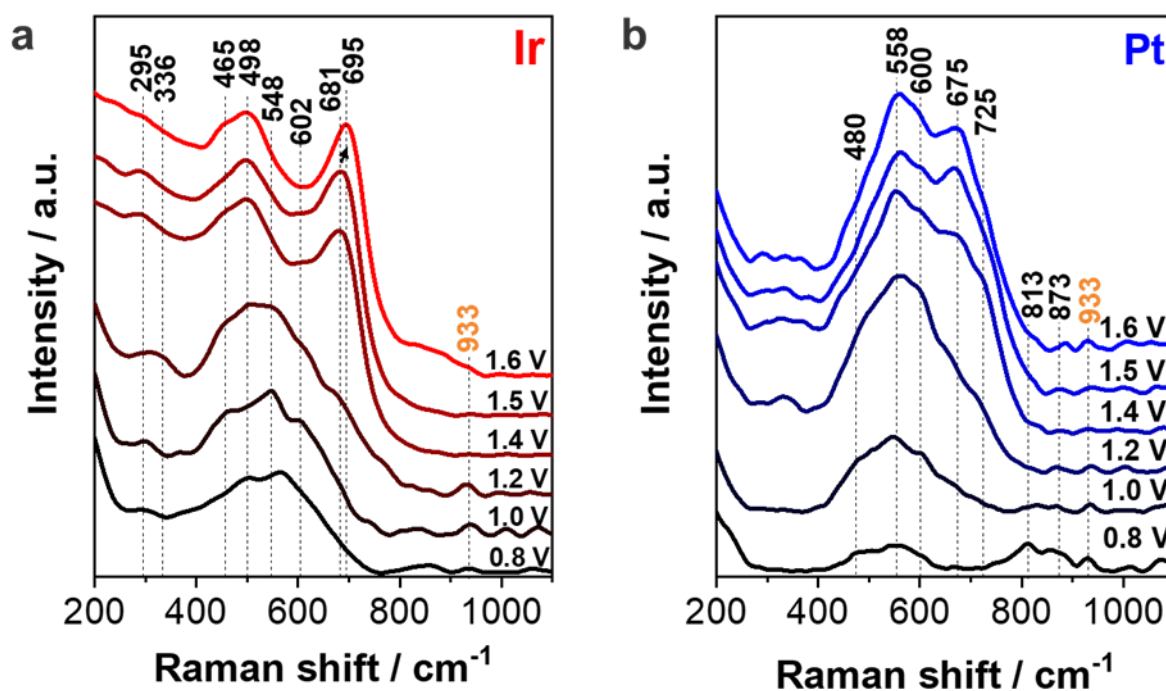 a
Ir
Intensity / a.u.
295
336
465
498
548
602
681
695
933
1.6 V
1.5 V
1.4 V
1.2 V
1.0 V
0.8 V
200 400 600 800 1000
Raman shift / cm⁻¹
b
Pt
Intensity / a.u.
480
558
600
675
725
813
873
933
1.6 V
1.5 V
1.4 V
1.2 V
1.0 V
0.8 V
200 400 600 800 1000
Raman shift / cm⁻¹